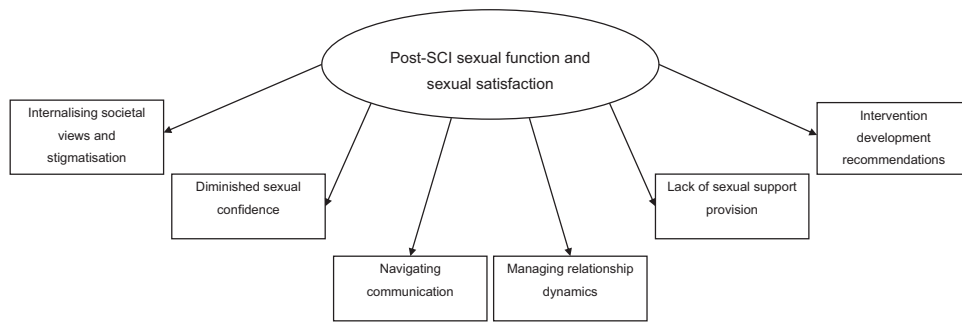 Post-SCI sexual function and
sexual satisfaction
Internalising societal
views and
stigmatisation
Diminished sexual
confidence
Navigating
communication
Managing relationship
dynamics
Lack of sexual support
provision
Intervention
development
recommendations